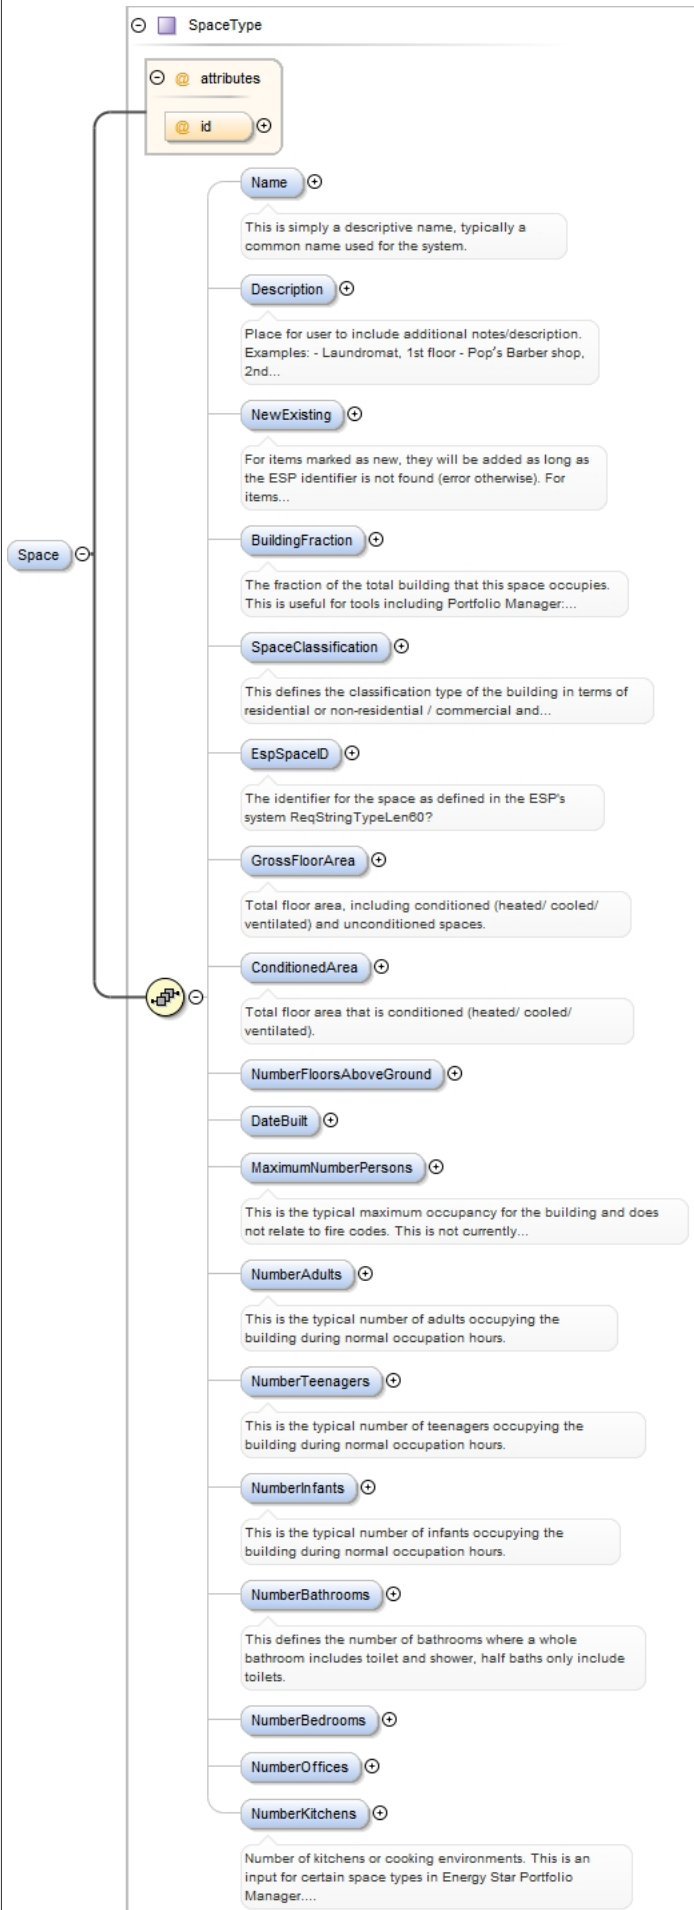 SpaceType
@ attributes
@ id
Name
This is simply a descriptive name, typically a
common name used for the system.
Description
Place for user to include additional notes/description.
Examples: - Laundromat, 1st floor - Pop's Barber shop,
2nd...
NewExisting
For items marked as new, they will be added as long as
the ESP identifier is not found (error otherwise). For
items...
BuildingFraction
Space
The fraction of the total building that this space occupies.
This is useful for tools including Portfolio Manager:...
SpaceClassification
This defines the classification type of the building in terms of
residential or non-residential / commercial and...
EspSpaceID
The identifier for the space as defined in the ESP's
system ReqStringTypeLen60?
GrossFloorArea
Total floor area, including conditioned (heated/ cooled/
ventilated) and unconditioned spaces.
ConditionedArea
Total floor area that is conditioned (heated/ cooled/
ventilated).
NumberFloorsAboveGround
DateBuilt
MaximumNumberPersons
This is the typical maximum occupancy for the building and does
not relate to fire codes. This is not currently...
NumberAdults
This is the typical number of adults occupying the
building during normal occupation hours.
NumberTeenagers
This is the typical number of teenagers occupying the
building during normal occupation hours.
NumberInfants
This is the typical number of infants occupying the
building during normal occupation hours.
NumberBathrooms
This defines the number of bathrooms where a whole
bathroom includes toilet and shower, half baths only include
toilets.
NumberBedrooms
NumberOffices
NumberKitchens
Number of kitchens or cooking environments. This is an
input for certain space types in Energy Star Portfolio
Manager....